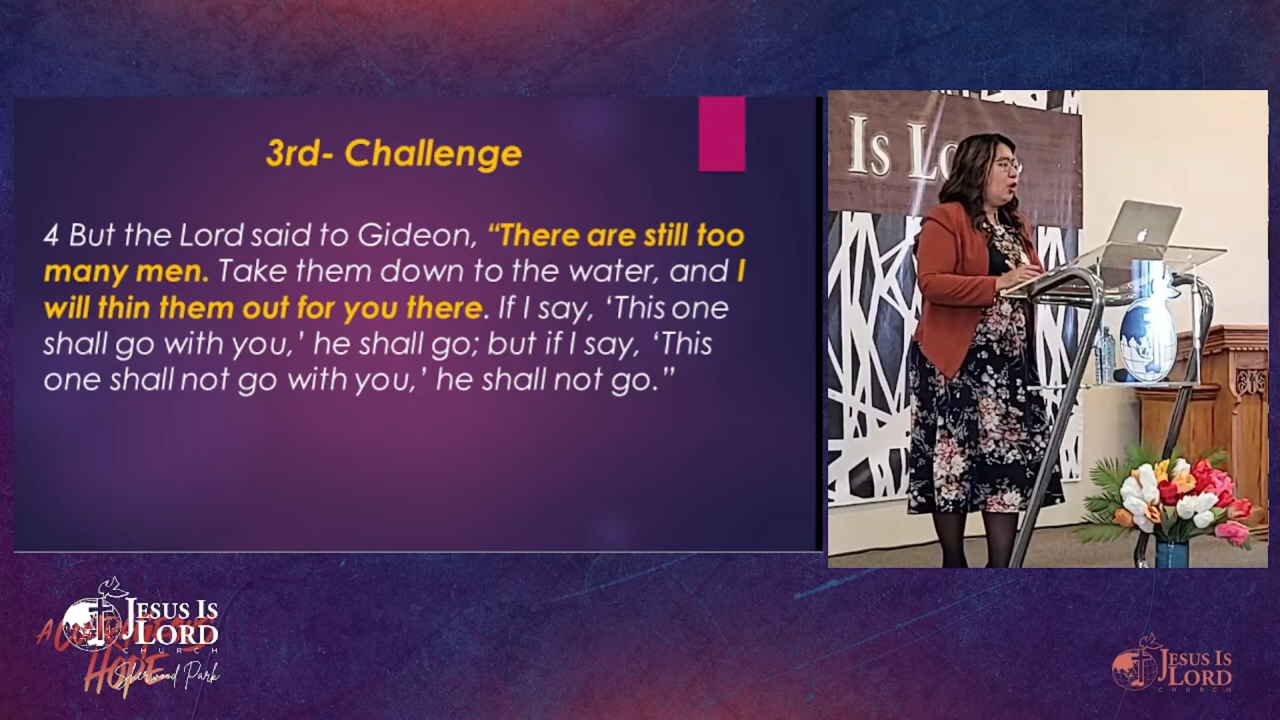 3rd- Challenge
4 But the Lord said to Gideon, “There are still too
many men. Take them down to the water, and I
will thin them out for you there. If I say, ‘This one
shall go with you,’ he shall go; but if I say, ‘This
one shall not go with you,’ he shall not go.”
Is Lo
JESUS IS
LORD
CHURCH
Sherwood Park
A
HOPE
JESUS IS
LORD
CHURCH